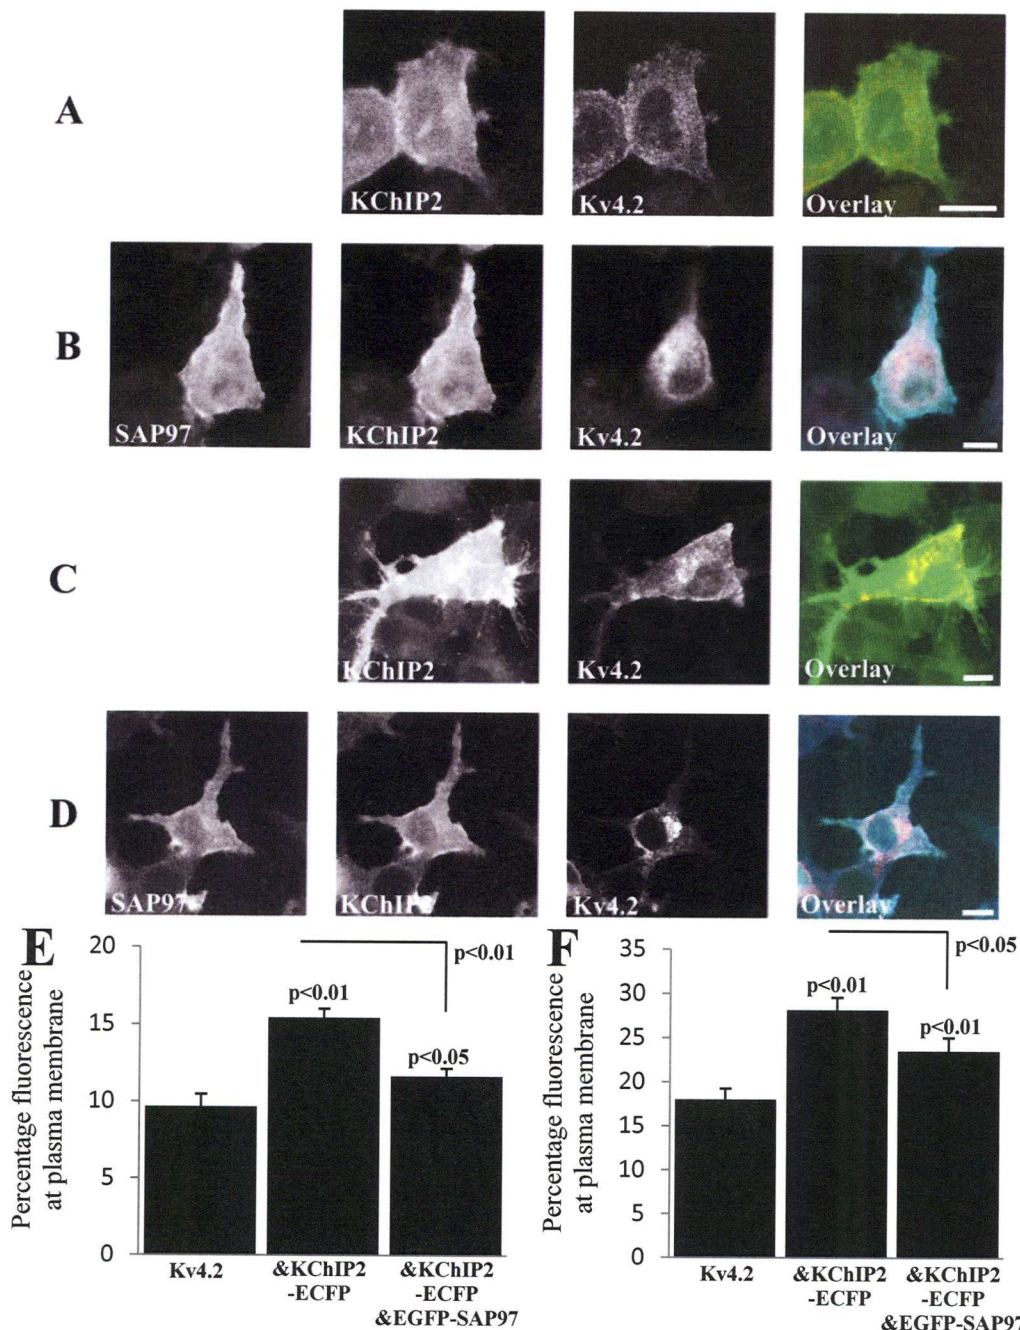 A
KChIP2
Kv4.2
Overlay
B
SAP97
KChIP2
Kv4.2
Overlay
C
KChIP2
Kv4.2
Overlay
D
SAP97
KChIP2
Kv4.2
Overlay
E
Percentage fluorescence
at plasma membrane
20
15
10
5
0
p<0.01
p<0.05
p<0.01
Kv4.2
&KChIP2
-ECFP
&KChIP2
-ECFP
&EGFP-SAP97
F
Percentage fluorescence
at plasma membrane
35
30
25
20
15
10
5
0
p<0.01
p<0.01
p<0.05
Kv4.2
&KChIP2
-ECFP
&KChIP2
-ECFP
&EGFP-SAP97